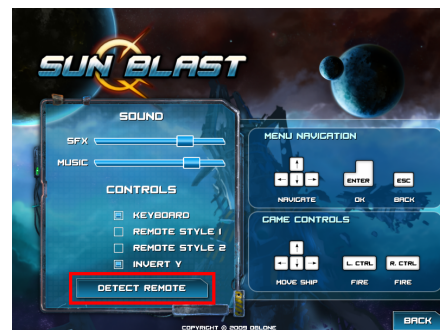 SUN BLAST
SOUND
SFX
MUSIC
CONTROLS
KEYBOARD
REMOTE STYLE 1
REMOTE STYLE 2
INVERT Y
DETECT REMOTE
MENU NAVIGATION
ENTER
ESC
NAVIGATE OK BACK
GAME CONTROLS
L. CTRL R. CTRL
MOVE SHIP FIRE FIRE
COPYRIGHT © 2009 OBLONE
BACK